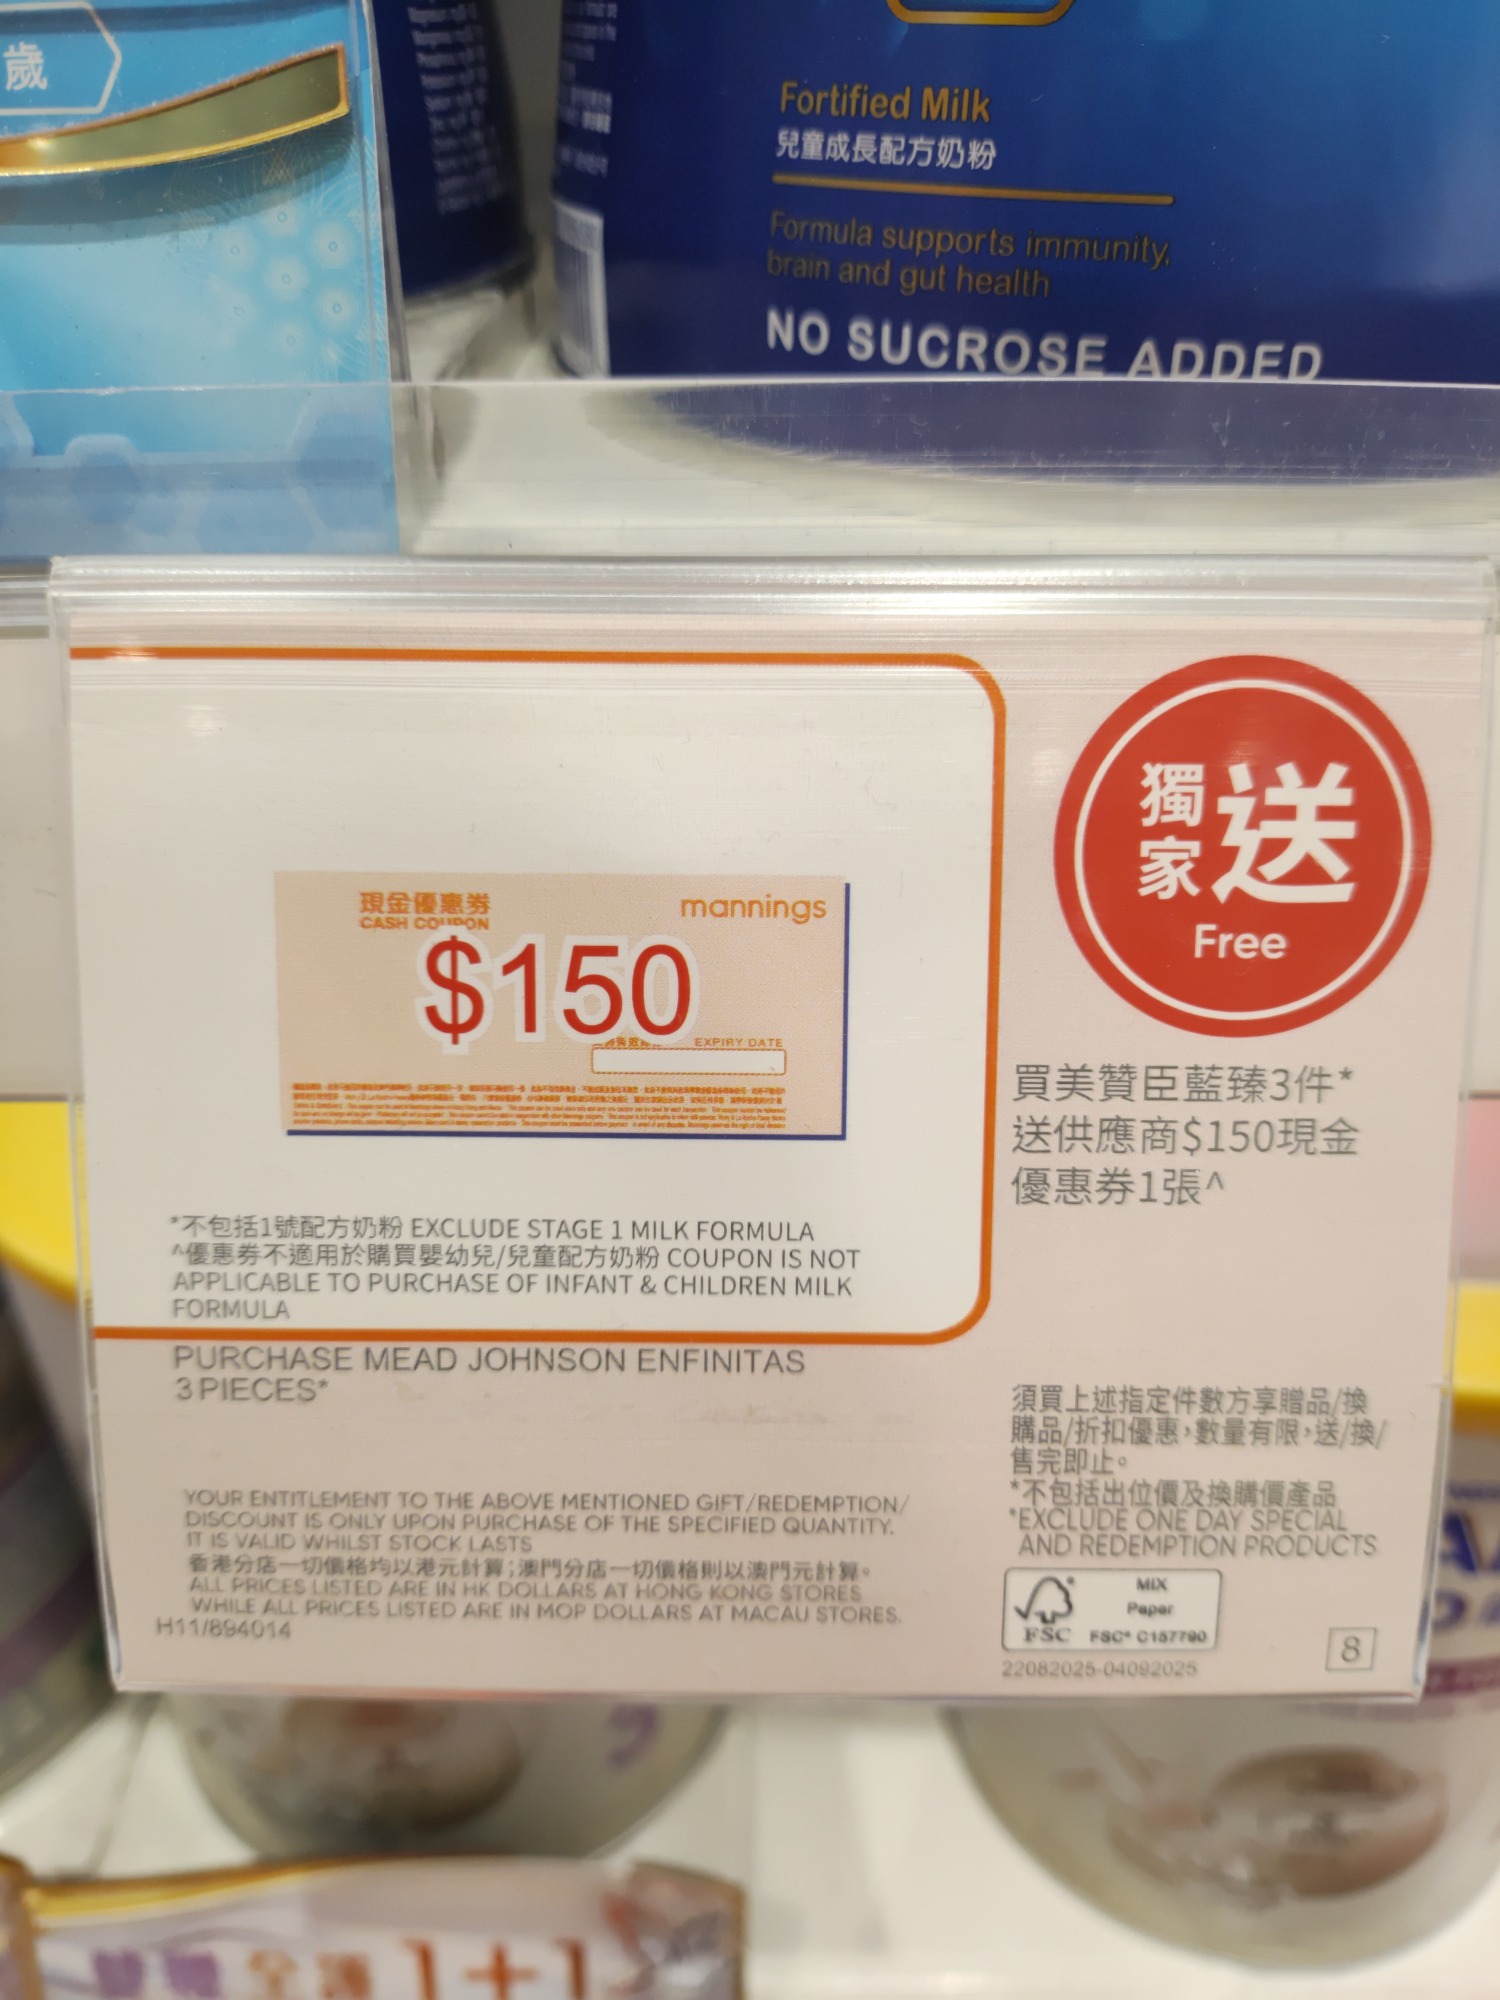 歲
Fortified Milk
兒童成長配方奶粉
Formula supports immunity,
brain and gut health
NO SUCROSE ADDED
現金優惠券
CASH COUPON
mannings
$150
EXPIRY DATE
*不包括1號配方奶粉 EXCLUDE STAGE 1 MILK FORMULA
^優惠券不適用於購買嬰幼兒/兒童配方奶粉 COUPON IS NOT
APPLICABLE TO PURCHASE OF INFANT & CHILDREN MILK
FORMULA
PURCHASE MEAD JOHNSON ENFINITAS
3 PIECES*
YOUR ENTITLEMENT TO THE ABOVE MENTIONED GIFT/REDEMPTION/
DISCOUNT IS ONLY UPON PURCHASE OF THE SPECIFIED QUANTITY.
IT IS VALID WHILST STOCK LASTS
香港分店一切價格均以港元計算;澳門分店一切價格則以澳門元計算。
ALL PRICES LISTED ARE IN HK DOLLARS AT HONG KONG STORES
WHILE ALL PRICES LISTED ARE IN MOP DOLLARS AT MACAU STORES.
H11/894014
獨家
送
Free
買美贊臣藍臻3件*
送供應商$150現金
優惠券1張^
須買上述指定件數方享贈品/換
購品/折扣優惠,數量有限,送/換/
售完即止。
*不包括出位價及換購價產品
*EXCLUDE ONE DAY SPECIAL
AND REDEMPTION PRODUCTS
FSC
MIX
Paper
FSC® C157790
22082025-04092025
8
1+1